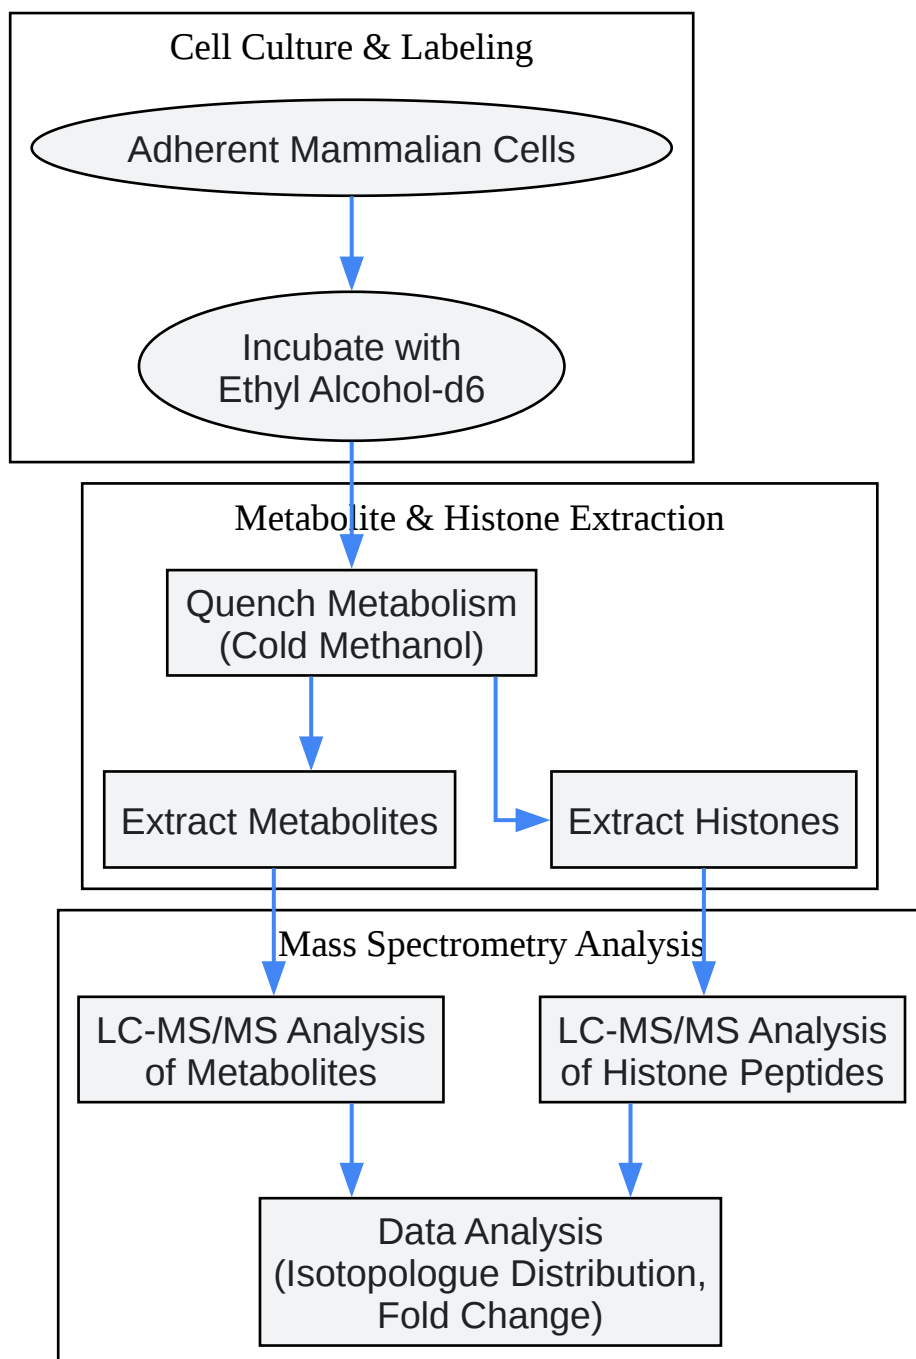 Cell Culture & Labeling
Adherent Mammalian Cells
Incubate with
Ethyl Alcohol-d6
Metabolite & Histone Extraction
Quench Metabolism
(Cold Methanol)
Extract Metabolites
Extract Histones
Mass Spectrometry Analysis
LC-MS/MS Analysis
of Metabolites
LC-MS/MS Analysis
of Histone Peptides
Data Analysis
(Isotopologue Distribution,
Fold Change)